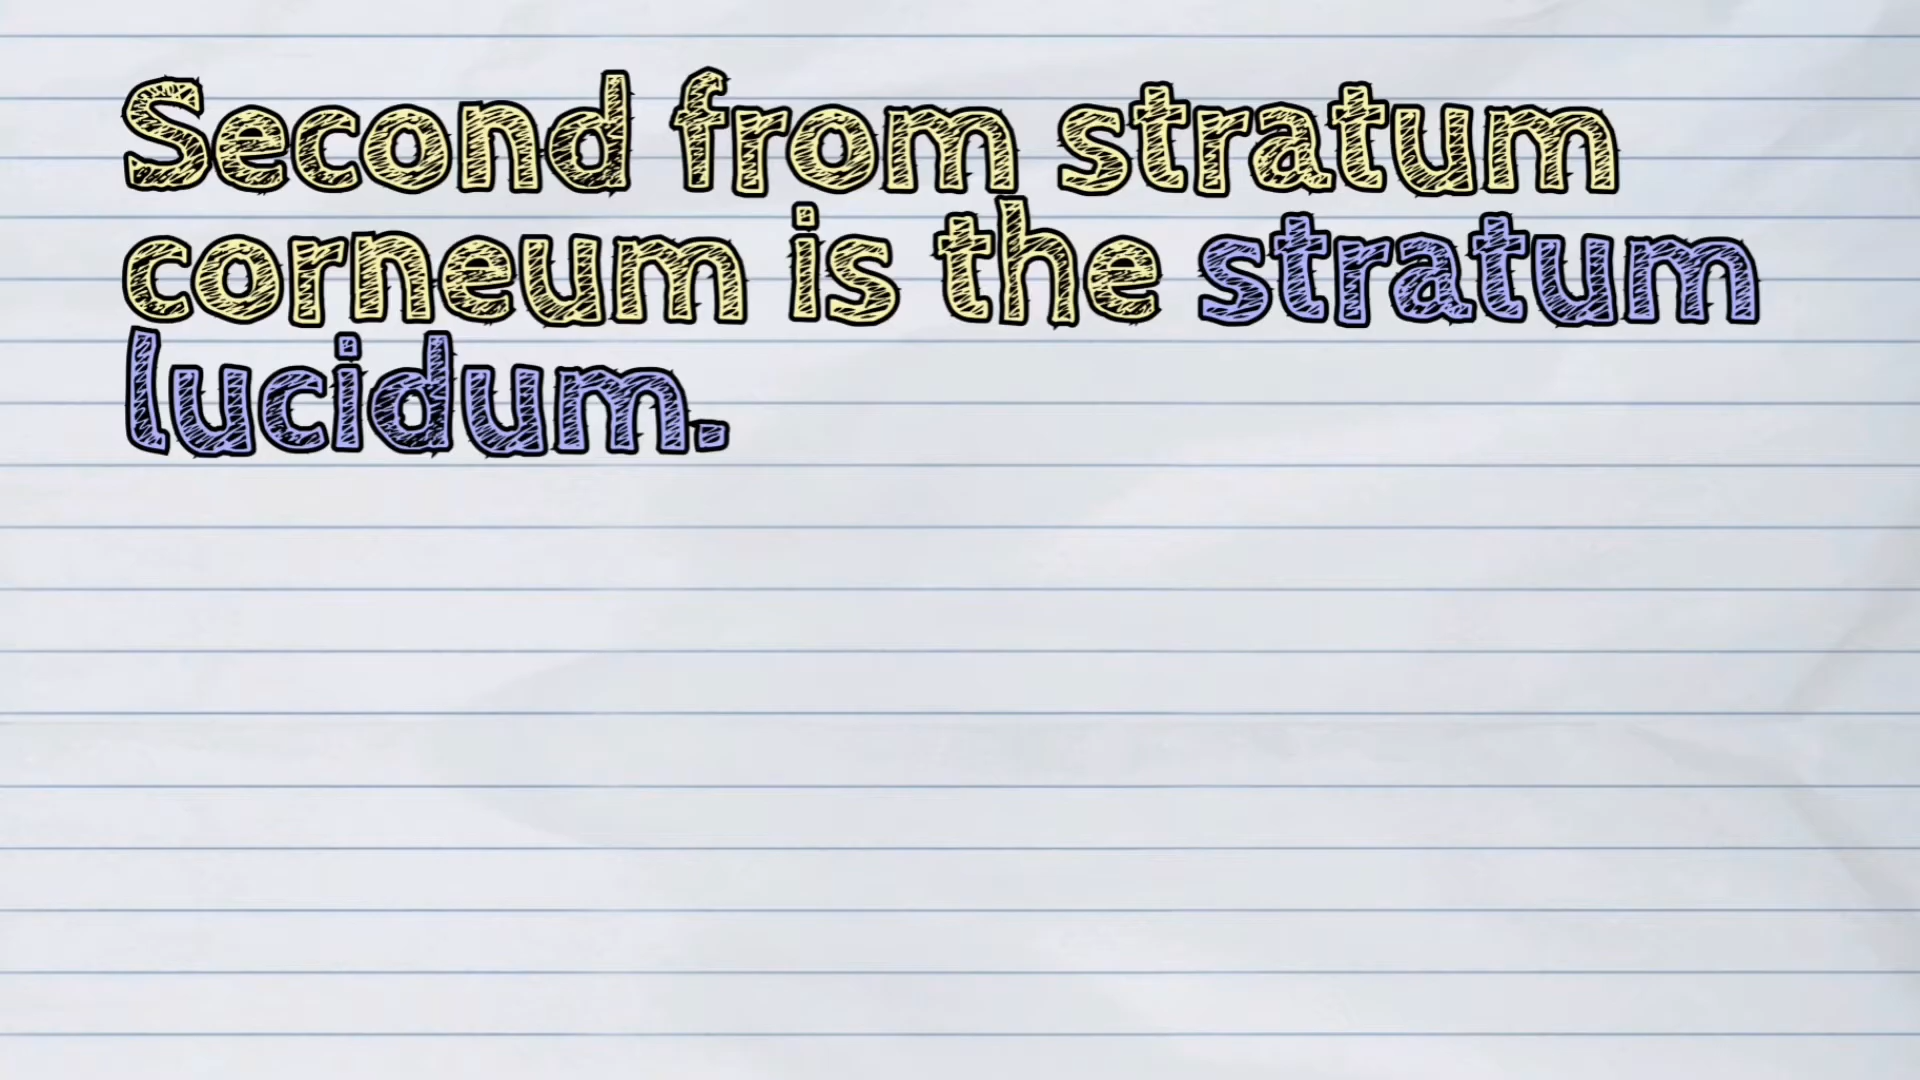 Second from stratum
corneum is the stratum
lucidum.